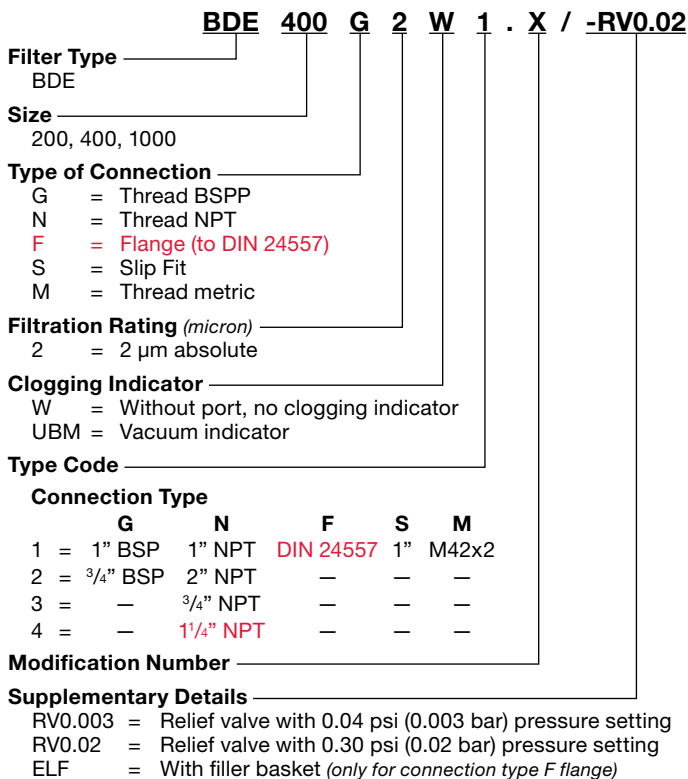 BDE 400 G 2 W 1 . X / -RV0.02
Filter Type
BDE
Size
200, 400, 1000
Type of Connection
G = Thread BSPP
N = Thread NPT
F = Flange (to DIN 24557)
S = Slip Fit
M = Thread metric
Filtration Rating (micron)
2 = 2 µm absolute
Clogging Indicator
W = Without port, no clogging indicator
UBM = Vacuum indicator
Type Code
Connection Type
G N F S M
1 = 1” BSP 1” NPT DIN 24557 1” M42x2
2 = 3/4” BSP 2” NPT — — —
3 = — 3/4” NPT — — —
4 = — 1 1/4” NPT — — —
Modification Number
Supplementary Details
RV0.003 = Relief valve with 0.04 psi (0.003 bar) pressure setting
RV0.02 = Relief valve with 0.30 psi (0.02 bar) pressure setting
ELF = With filler basket (only for connection type F flange)